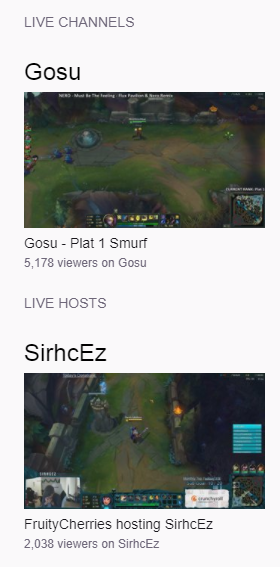 LIVE CHANNELS
Gosu
NEKO - Must Be The Feeling - Flux Pavilion & Nero Remix
Gosu - Plat 1 Smurf
5,178 viewers on Gosu
LIVE HOSTS
SirhcEz
SIRHCEZ
crunchyroll
FruityCherries hosting SirhcEz
2,038 viewers on SirhcEz